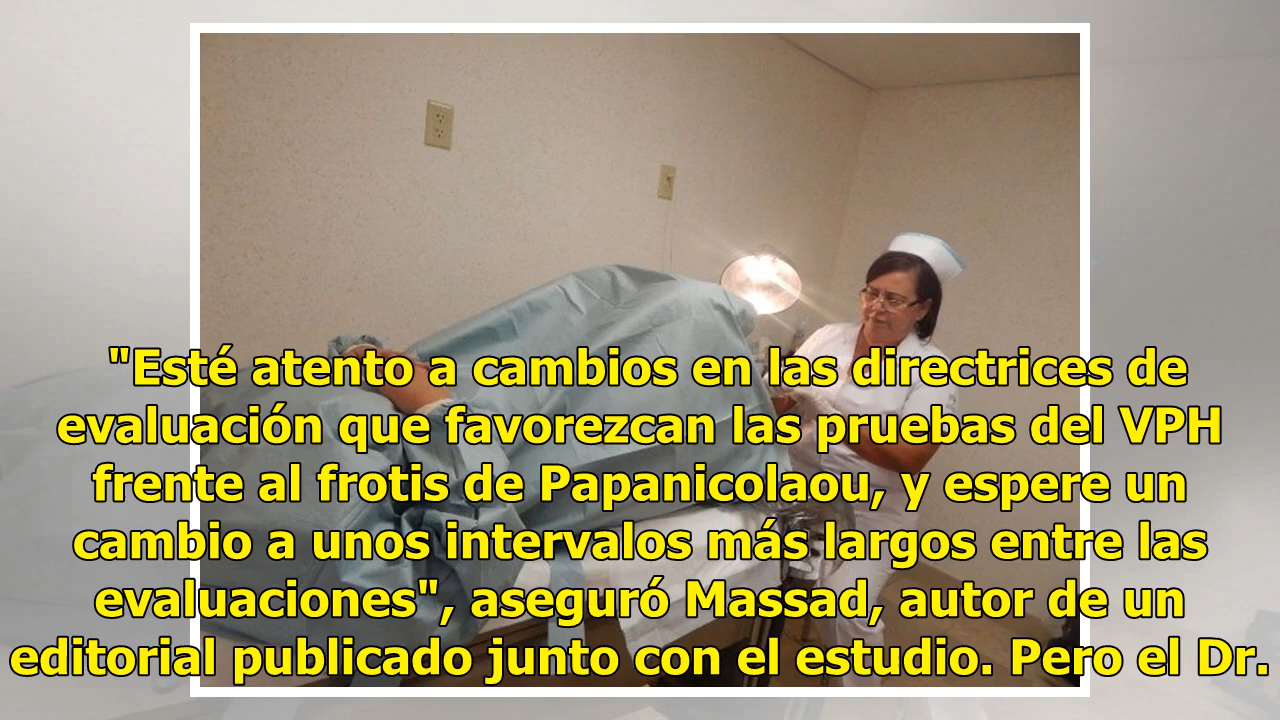 "Esté atento a cambios en las directrices de
evaluación que favorezcan las pruebas del VPH
frente al frotis de Papanicolaou, y espere un
cambio a unos intervalos más largos entre las
evaluaciones", aseguró Massad, autor de un
editorial publicado junto con el estudio. Pero el Dr.